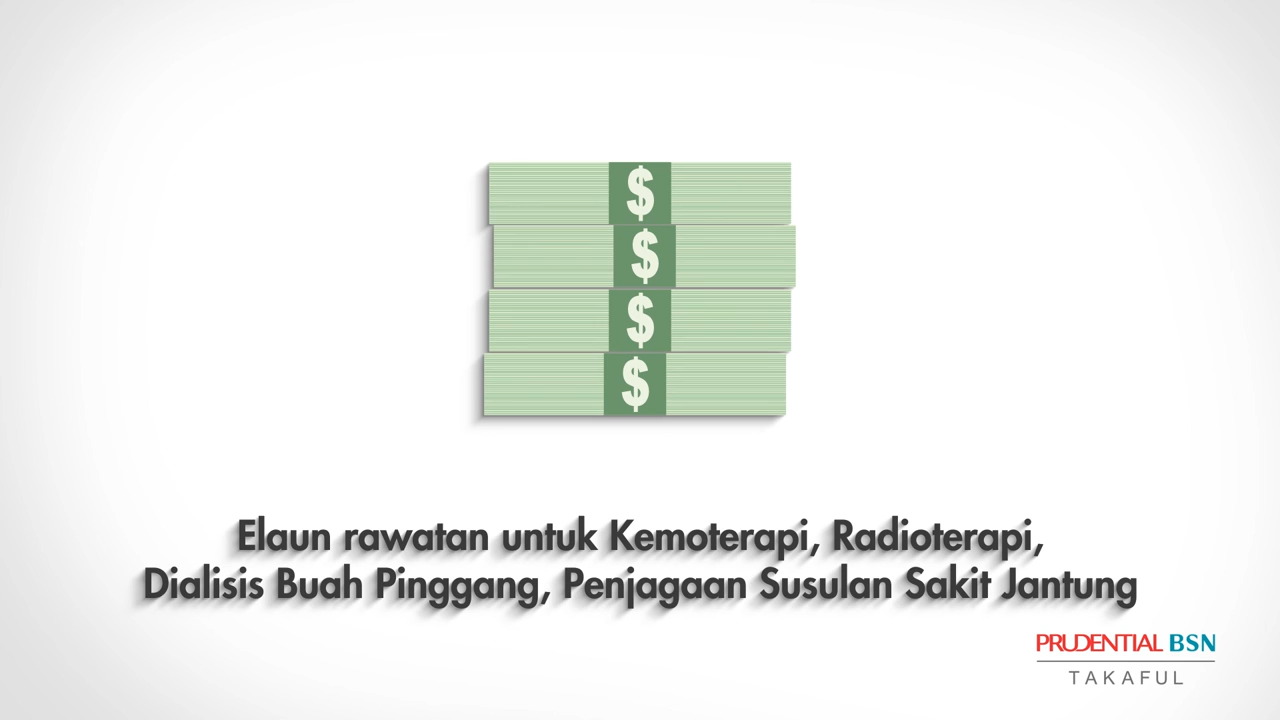 $
$
$
$
Elaun rawatan untuk Kemoterapi, Radioterapi,
Dialisis Buah Pinggang, Penjagaan Susulan Sakit Jantung
PRUDENTIAL BSN
TAKAFUL